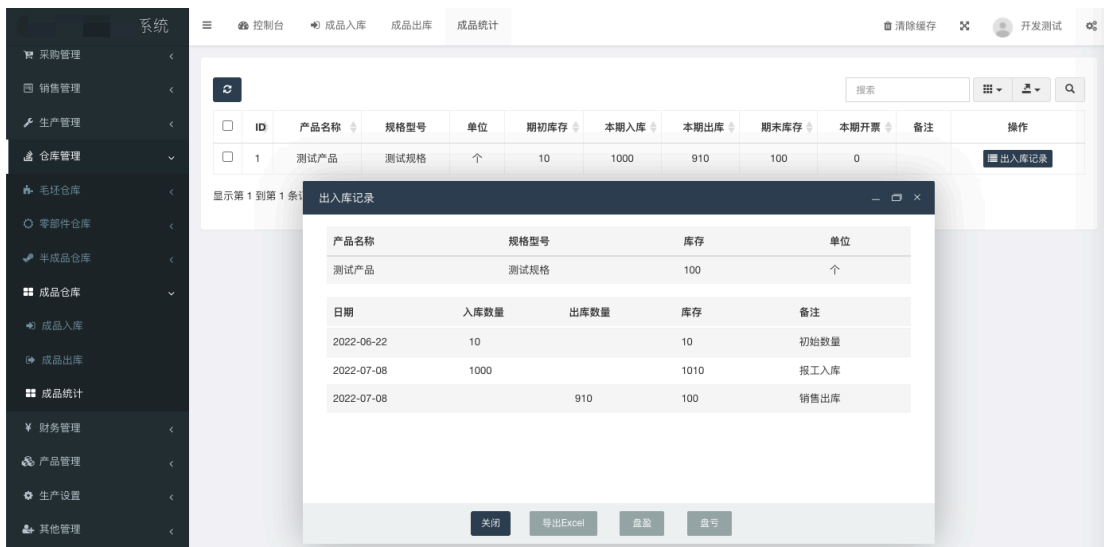 系统
控制台 成品入库 成品出库 成品统计 清除缓存 开发测试
采购管理
销售管理
生产管理
仓库管理
毛坯仓库
零部件仓库
半成品仓库
成品仓库
成品入库
成品出库
成品统计
财务管理
产品管理
生产设置
其他管理
搜索
ID 产品名称 规格型号 单位 期初库存 本期入库 本期出库 期末库存 本期开票 备注 操作
1 测试产品 测试规格 个 10 1000 910 100 0 出入库记录
显示第 1 到第 1 条
出入库记录
产品名称 规格型号 库存 单位
测试产品 测试规格 100 个
日期 入库数量 出库数量 库存 备注
2022-06-22 10 10 初始数量
2022-07-08 1000 1010 报工入库
2022-07-08 910 100 销售出库
关闭 导出Excel 盘盈 盘亏